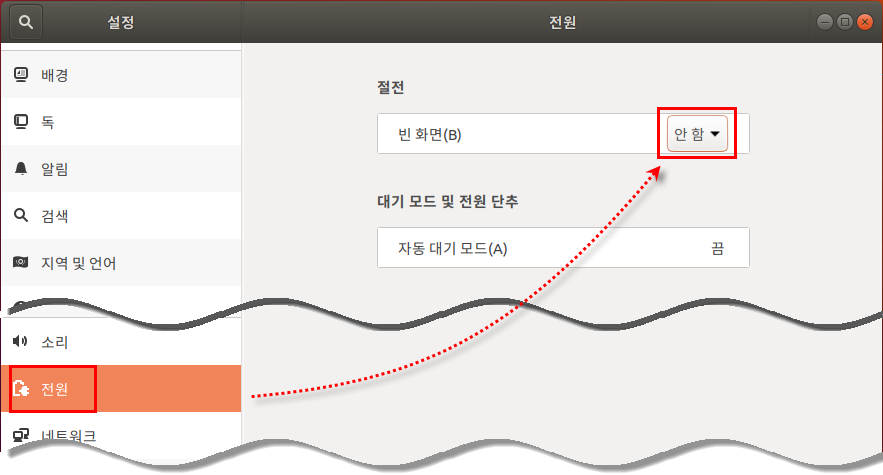 설정
전원
배경
독
알림
검색
지역 및 언어
소리
전원
네트워크
절전
빈 화면(B)
안 함
대기 모드 및 전원 단추
자동 대기 모드(A)
끔